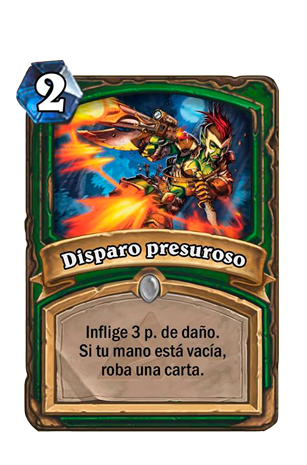 2
Disparo presuroso
Inflige 3 p. de daño.
Si tu mano está vacía,
roba una carta.